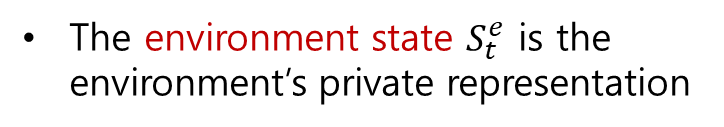 • The environment state $S_t^e$ is the
environment's private representation